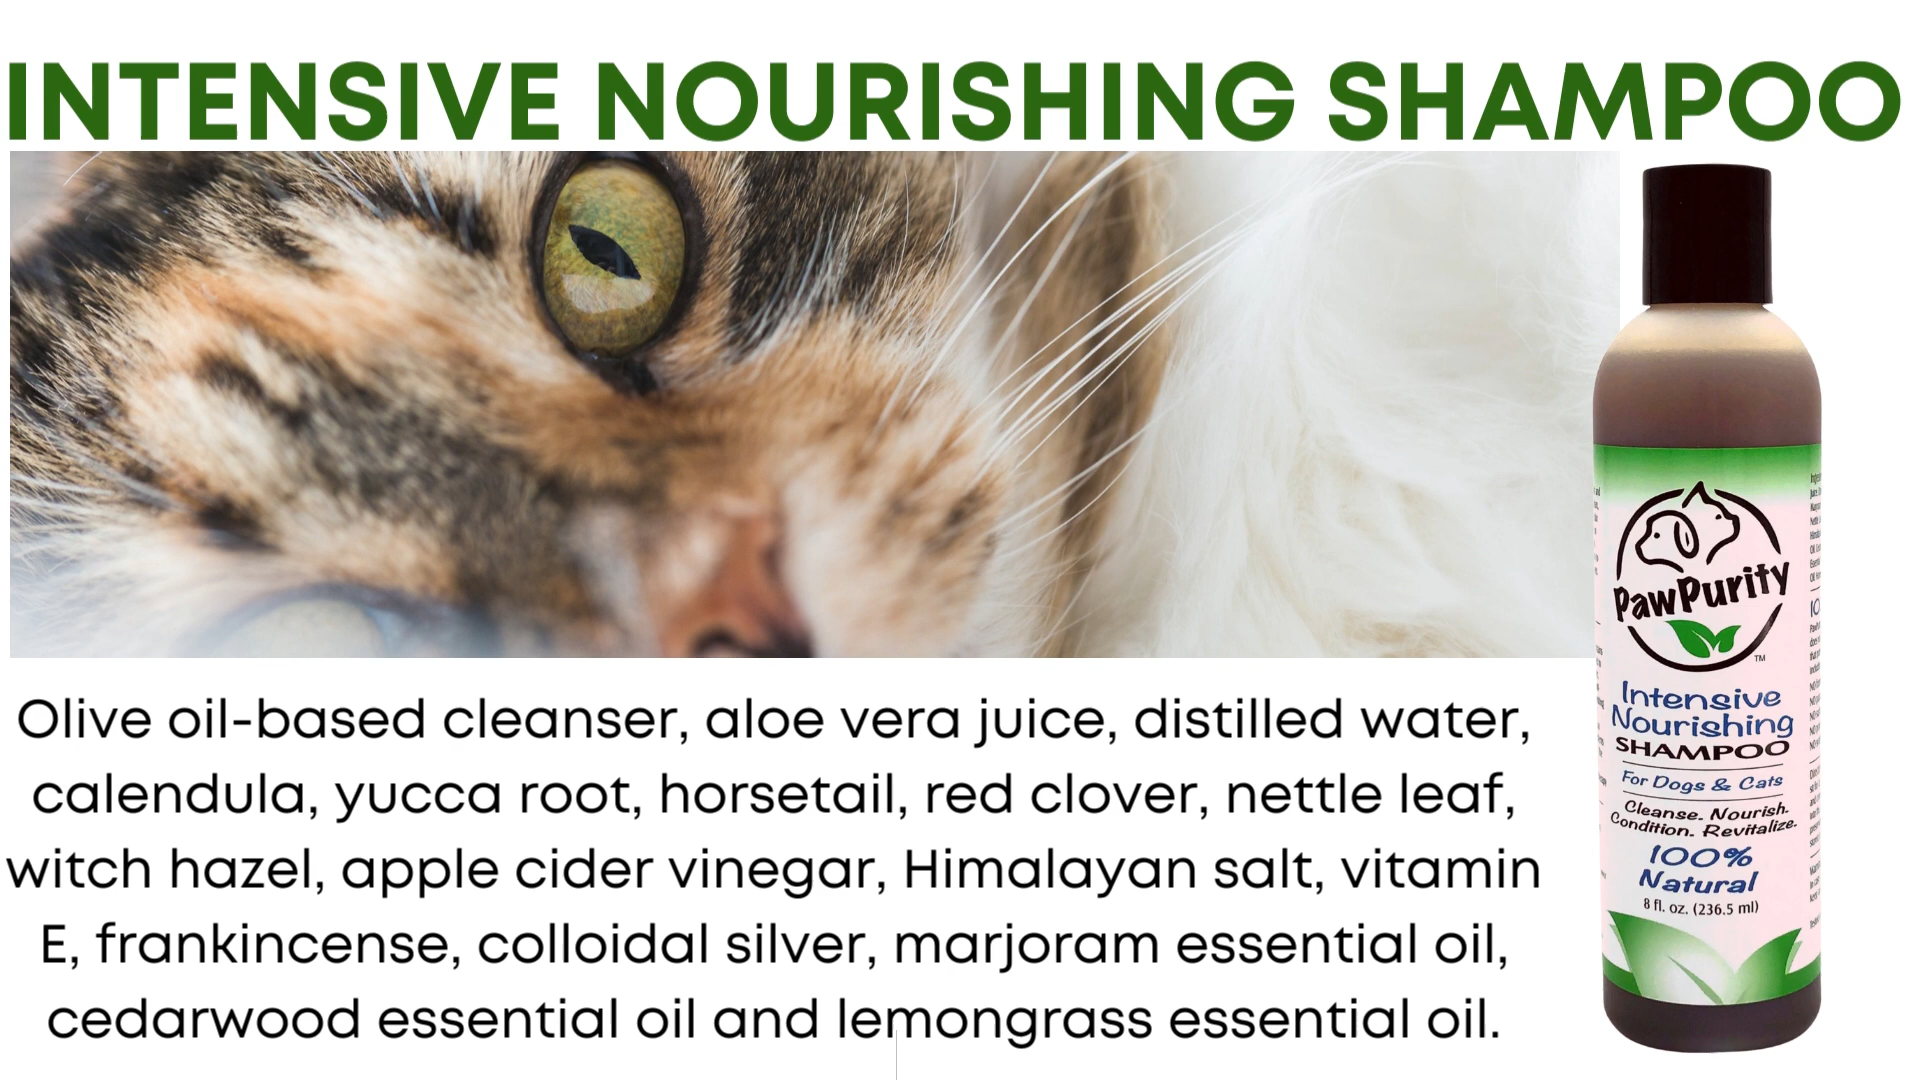 INTENSIVE NOURISHING SHAMPOO
Olive oil-based cleanser, aloe vera juice, distilled water,
calendula, yucca root, horsetail, red clover, nettle leaf,
witch hazel, apple cider vinegar, Himalayan salt, vitamin
E, frankincense, colloidal silver, marjoram essential oil,
cedarwood essential oil and lemongrass essential oil.
PawPurity
TM
Intensive
Nourishing
SHAMPOO
For Dogs & Cats
Cleanse. Nourish.
Condition. Revitalize.
100%
Natural
8 fl. oz. (236.5 ml)